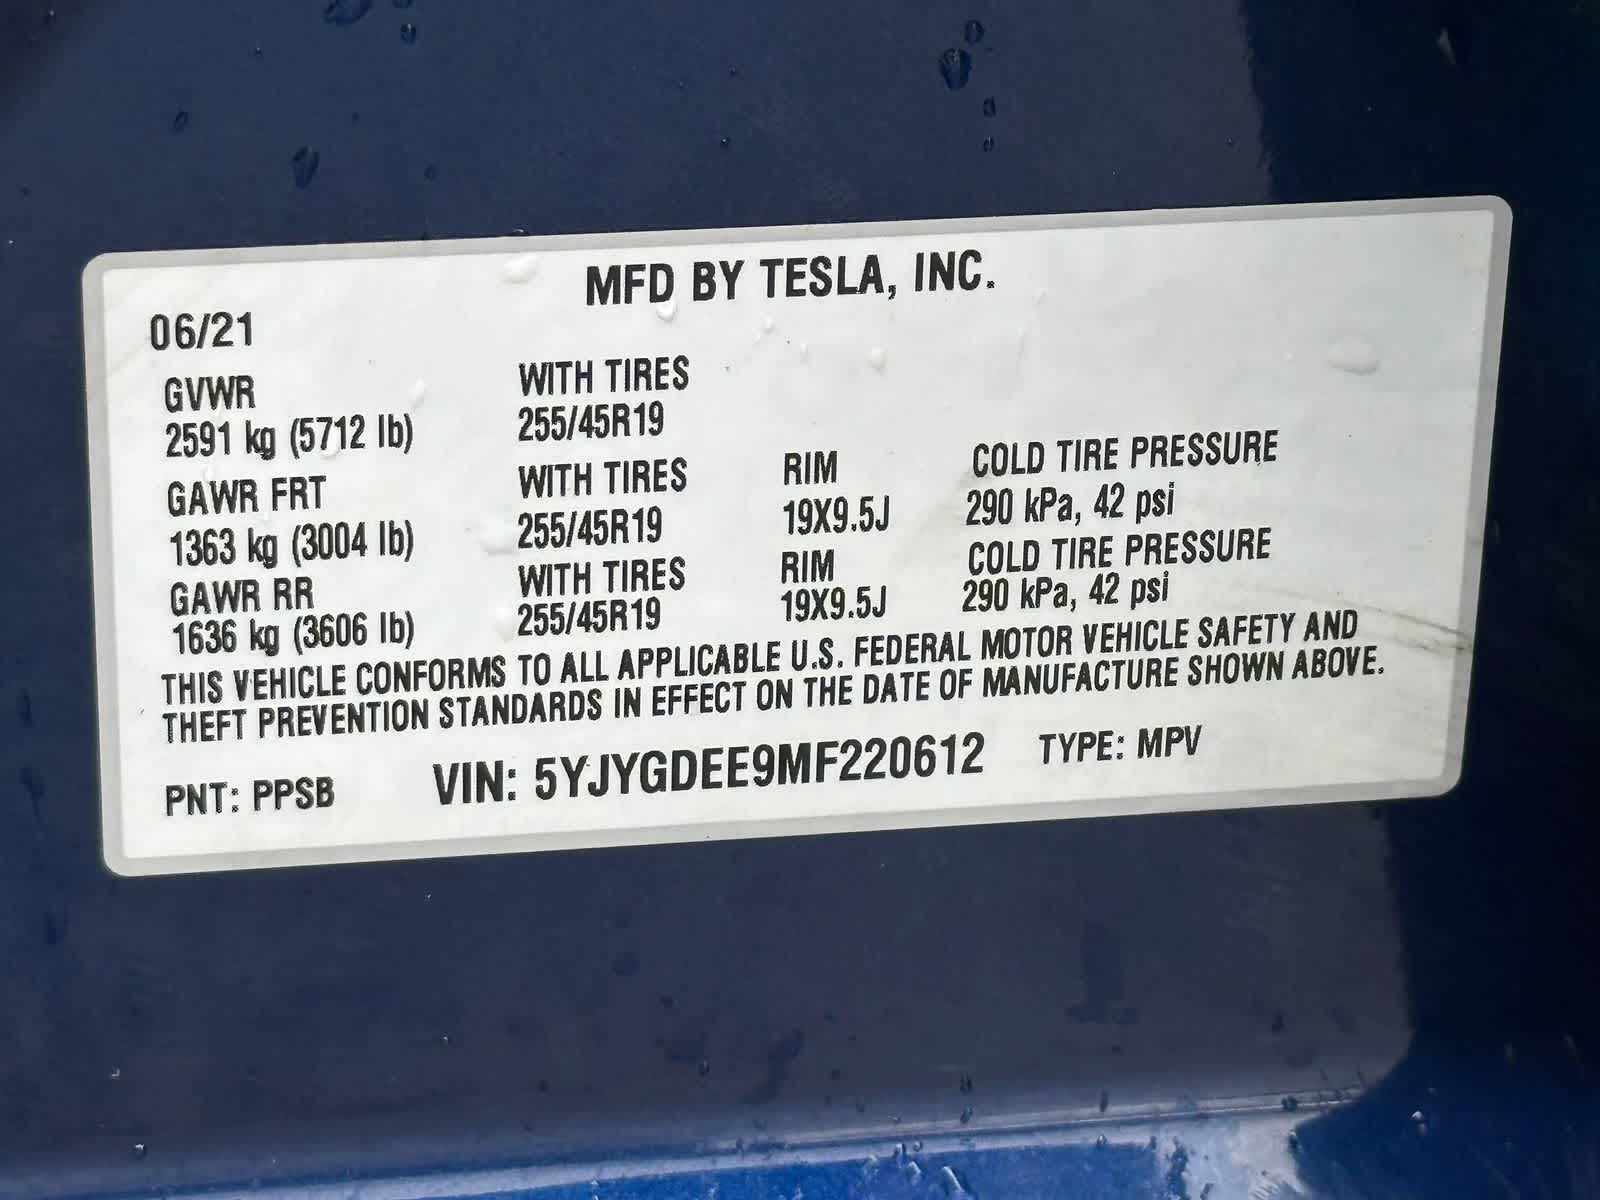 MFD BY TESLA, INC.
06/21
GVWR WITH TIRES
2591 kg (5712 lb) 255/45R19
GAWR FRT WITH TIRES RIM COLD TIRE PRESSURE
1363 kg (3004 lb) 255/45R19 19X9.5J 290 kPa, 42 psi
GAWR RR WITH TIRES RIM COLD TIRE PRESSURE
1636 kg (3606 lb) 255/45R19 19X9.5J 290 kPa, 42 psi
THIS VEHICLE CONFORMS TO ALL APPLICABLE U.S. FEDERAL MOTOR VEHICLE SAFETY AND
THEFT PREVENTION STANDARDS IN EFFECT ON THE DATE OF MANUFACTURE SHOWN ABOVE.
PNT: PPSB VIN: 5YJYGDEE9MF220612 TYPE: MPV